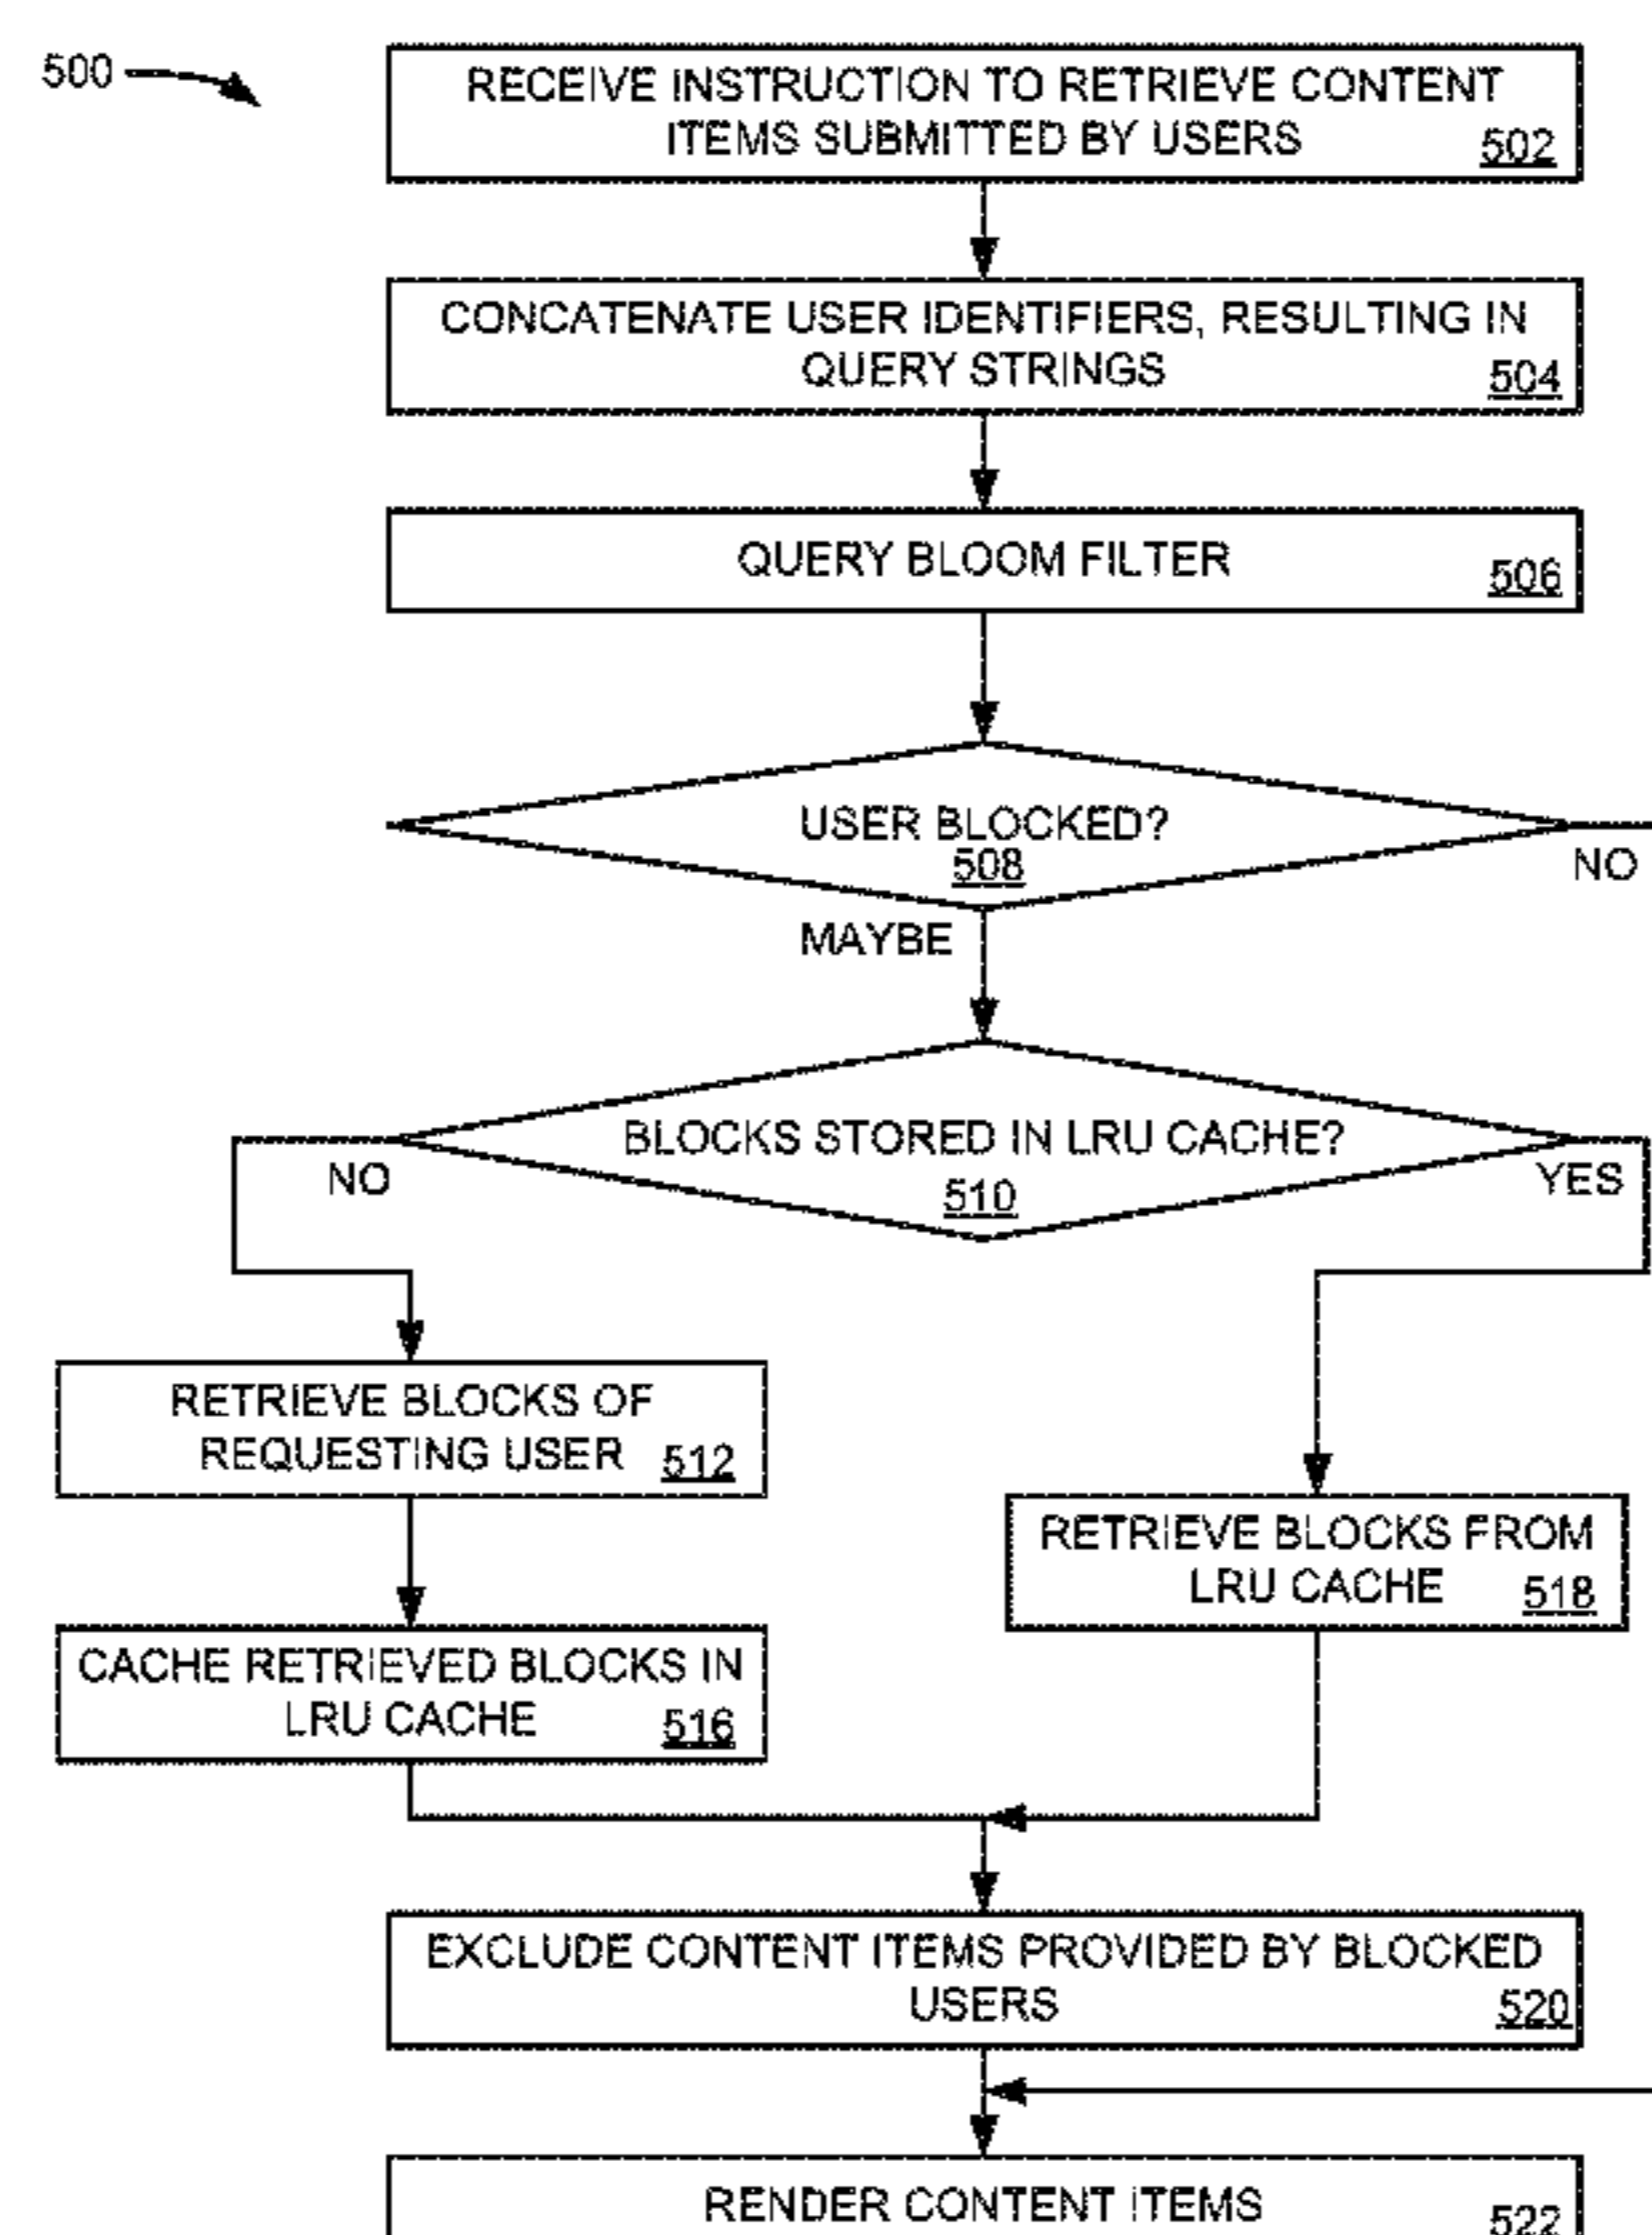 500
RECEIVE INSTRUCTION TO RETRIEVE CONTENT
ITEMS SUBMITTED BY USERS
502
CONCATENATE USER IDENTIFIERS, RESULTING IN
QUERY STRINGS
504
QUERY BLOOM FILTER
506
USER BLOCKED?
508
NO
MAYBE
BLOCKS STORED IN LRU CACHE?
510
NO
YES
RETRIEVE BLOCKS OF
REQUESTING USER
512
RETRIEVE BLOCKS FROM
LRU CACHE
518
CACHE RETRIEVED BLOCKS IN
LRU CACHE
516
EXCLUDE CONTENT ITEMS PROVIDED BY BLOCKED
USERS
520
RENDER CONTENT ITEMS
522